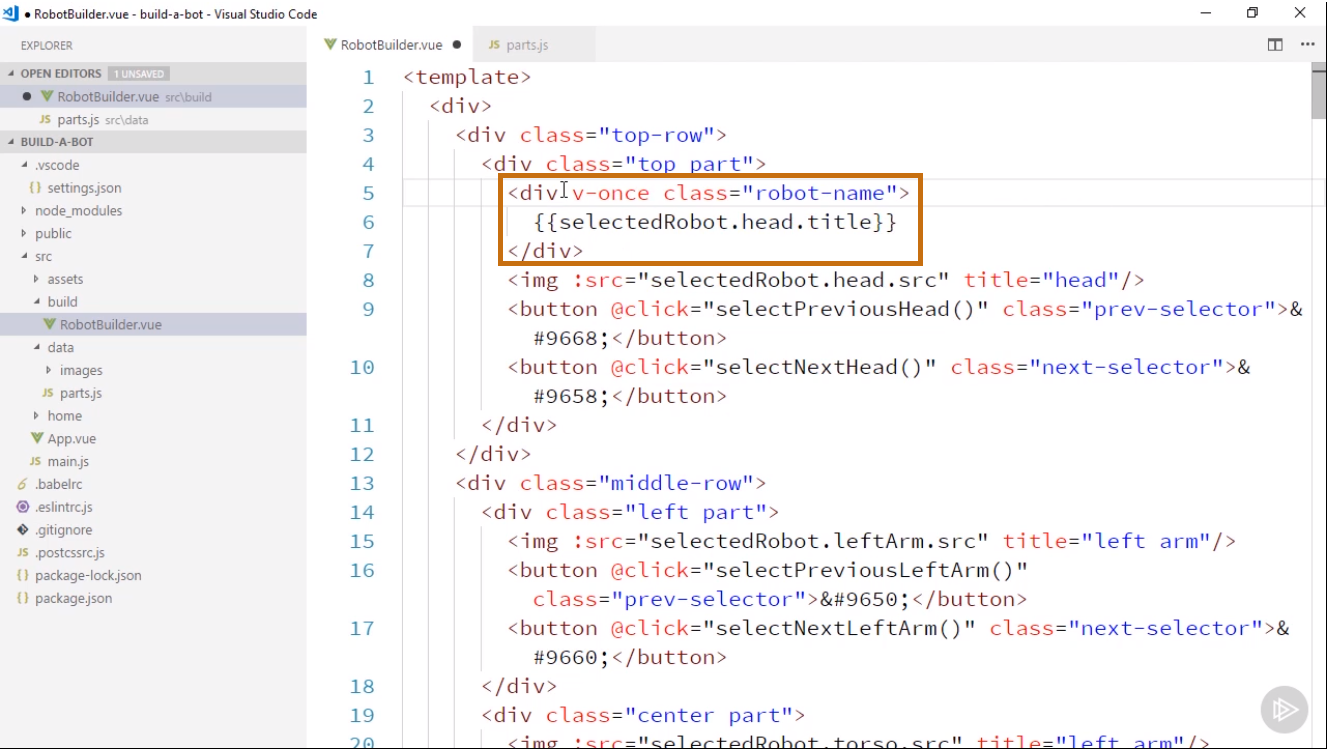 RobotBuilder.vue - build-a-bot - Visual Studio Code
EXPLORER
OPEN EDITORS 1 UNSAVED
RobotBuilder.vue src\build
parts.js src\data
BUILD-A-BOT
.vscode
settings.json
node_modules
public
src
assets
build
RobotBuilder.vue
data
images
parts.js
home
App.vue
main.js
.babelrc
.eslintrc.js
.gitignore
.postcssrc.js
package-lock.json
package.json
RobotBuilder.vue
JS parts.js
1 <template>
2 <div>
3 <div class="top-row">
4 <div class="top part">
5 <div v-once class="robot-name">
6 {{selectedRobot.head.title}}
7 </div>
8 <img :src="selectedRobot.head.src" title="head"/>
9 <button @click="selectPreviousHead()" class="prev-selector">&
#9668;</button>
10 <button @click="selectNextHead()" class="next-selector">&
#9658;</button>
11 </div>
12 </div>
13 <div class="middle-row">
14 <div class="left part">
15 <img :src="selectedRobot.leftArm.src" title="left arm"/>
16 <button @click="selectPreviousLeftArm()"
class="prev-selector">&#9650;</button>
17 <button @click="selectNextLeftArm()" class="next-selector">&
#9660;</button>
18 </div>
19 <div class="center part">
20 <img :src="selectedRobot.torso.src" title="left arm"/>